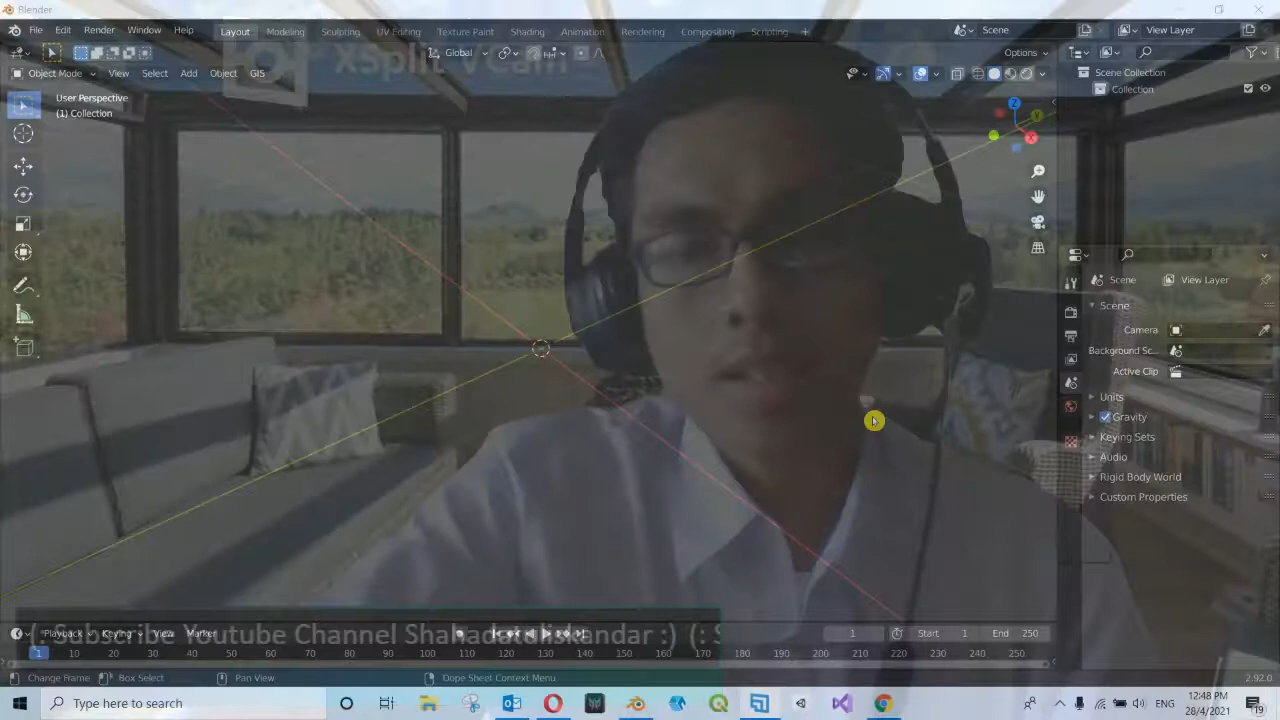 Blender
File Edit Render Window Help Layout Modeling Sculpting UV Editing Texture Paint Shading Animation Rendering Compositing Scripting + Scene View Layer
XSplit VCam
Global Options
Object Mode View Select Add Object GIS
User Perspective
(1) Collection
Z
Y
X
Scene Collection
Collection
Scene View Layer
Scene
Camera
Background Sc...
Active Clip
Units
Gravity
Keying Sets
Audio
Rigid Body World
Custom Properties
(: Subscribe Youtube Channel Shahadatuliskandar :) (: S
Playback Keying View Marker 1 Start 1 End 250
1 10 20 30 40 50 60 70 80 90 100 110 120 130 140 150 160 170 180 190 200 210 220 230 240 250
Change Frame Box Select Pan View Dope Sheet Context Menu 2.92.0
Type here to search
ENG
12:48 PM
28/4/2021
19